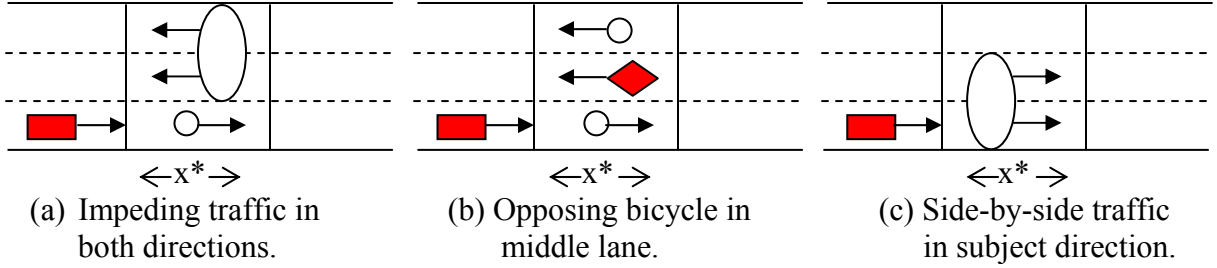 x* x* x*
(a) Impeding traffic in both directions.
(b) Opposing bicycle in middle lane.
(c) Side-by-side traffic in subject direction.